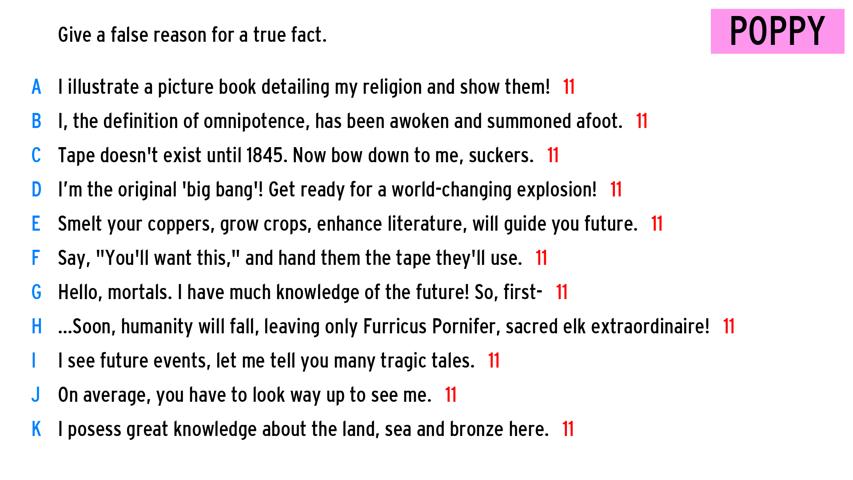 Give a false reason for a true fact.
POPPY
A I illustrate a picture book detailing my religion and show them! 11
B I, the definition of omnipotence, has been awoken and summoned afoot. 11
C Tape doesn't exist until 1845. Now bow down to me, suckers. 11
D I'm the original 'big bang'! Get ready for a world-changing explosion! 11
E Smelt your coppers, grow crops, enhance literature, will guide you future. 11
F Say, "You'll want this," and hand them the tape they'll use. 11
G Hello, mortals. I have much knowledge of the future! So, first- 11
H ...Soon, humanity will fall, leaving only Furricus Pornifer, sacred elk extraordinaire! 11
I I see future events, let me tell you many tragic tales. 11
J On average, you have to look way up to see me. 11
K I posess great knowledge about the land, sea and bronze here. 11